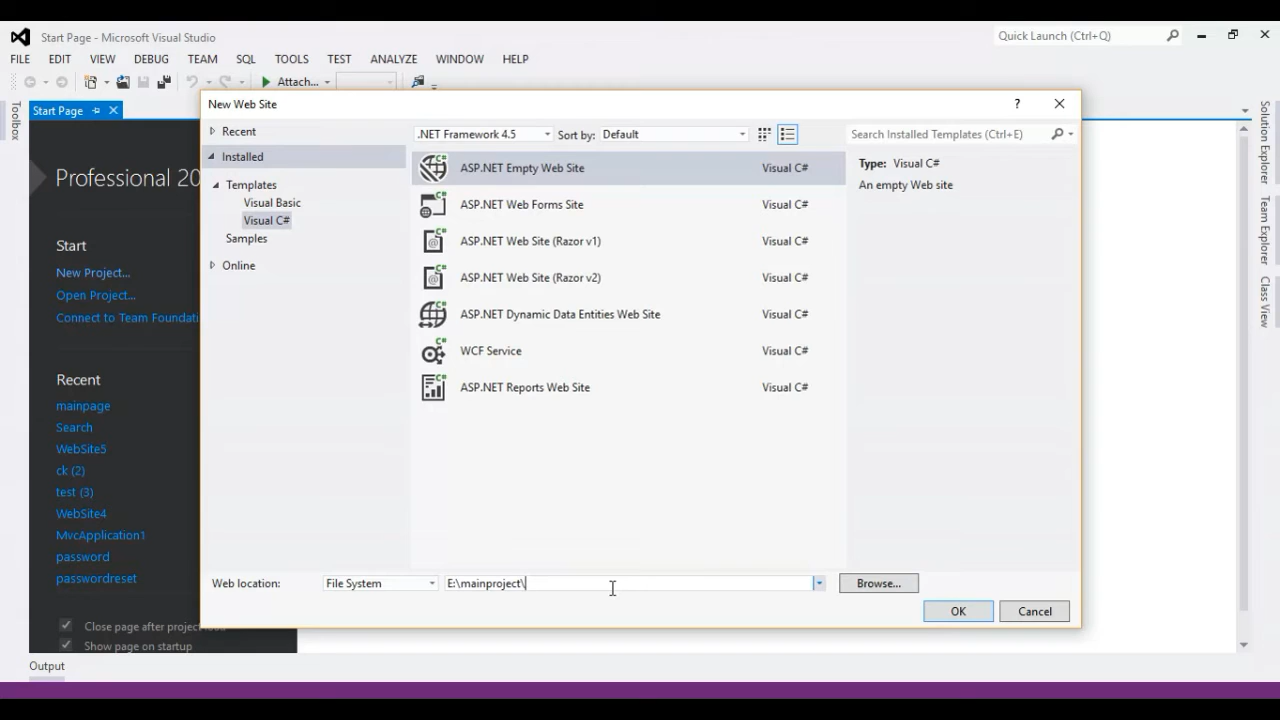 Start Page - Microsoft Visual Studio
Quick Launch (Ctrl+Q)
FILE EDIT VIEW DEBUG TEAM SQL TOOLS TEST ANALYZE WINDOW HELP
Attach...
Toolbox
Start Page
New Web Site
?
Recent
Installed
Templates
Visual Basic
Visual C#
Samples
Online
.NET Framework 4.5
Sort by: Default
Search Installed Templates (Ctrl+E)
ASP.NET Empty Web Site Visual C#
ASP.NET Web Forms Site Visual C#
ASP.NET Web Site (Razor v1) Visual C#
ASP.NET Web Site (Razor v2) Visual C#
ASP.NET Dynamic Data Entities Web Site Visual C#
WCF Service Visual C#
ASP.NET Reports Web Site Visual C#
Type: Visual C#
An empty Web site
Web location: File System E:\mainproject\ Browse...
OK Cancel
Professional 20
Start
New Project...
Open Project...
Connect to Team Foundati
Recent
mainpage
Search
WebSite5
ck (2)
test (3)
WebSite4
MvcApplication1
password
passwordreset
Close page after project load
Show page on startup
Output
Solution Explorer
Team Explorer
Class View